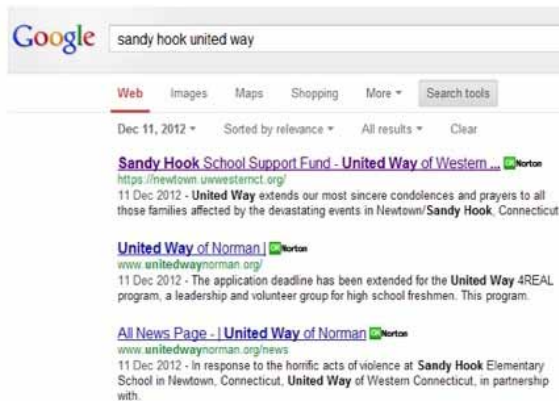 Google sandy hook united way
Web Images Maps Shopping More Search tools
Dec 11, 2012 Sorted by relevance All results Clear
Sandy Hook School Support Fund - United Way of Western ... OK Norton
https://newtown.uwwesternct.org/
11 Dec 2012 - United Way extends our most sincere condolences and prayers to all
those families affected by the devastating events in Newtown/Sandy Hook, Connecticut
United Way of Norman | OK Norton
www.unitedwaynorman.org/
11 Dec 2012 - The application deadline has been extended for the United Way 4REAL
program, a leadership and volunteer group for high school freshmen. This program.
All News Page - | United Way of Norman OK Norton
www.unitedwaynorman.org/news
11 Dec 2012 - In response to the horrific acts of violence at Sandy Hook Elementary
School in Newtown, Connecticut, United Way of Western Connecticut, in partnership
with.